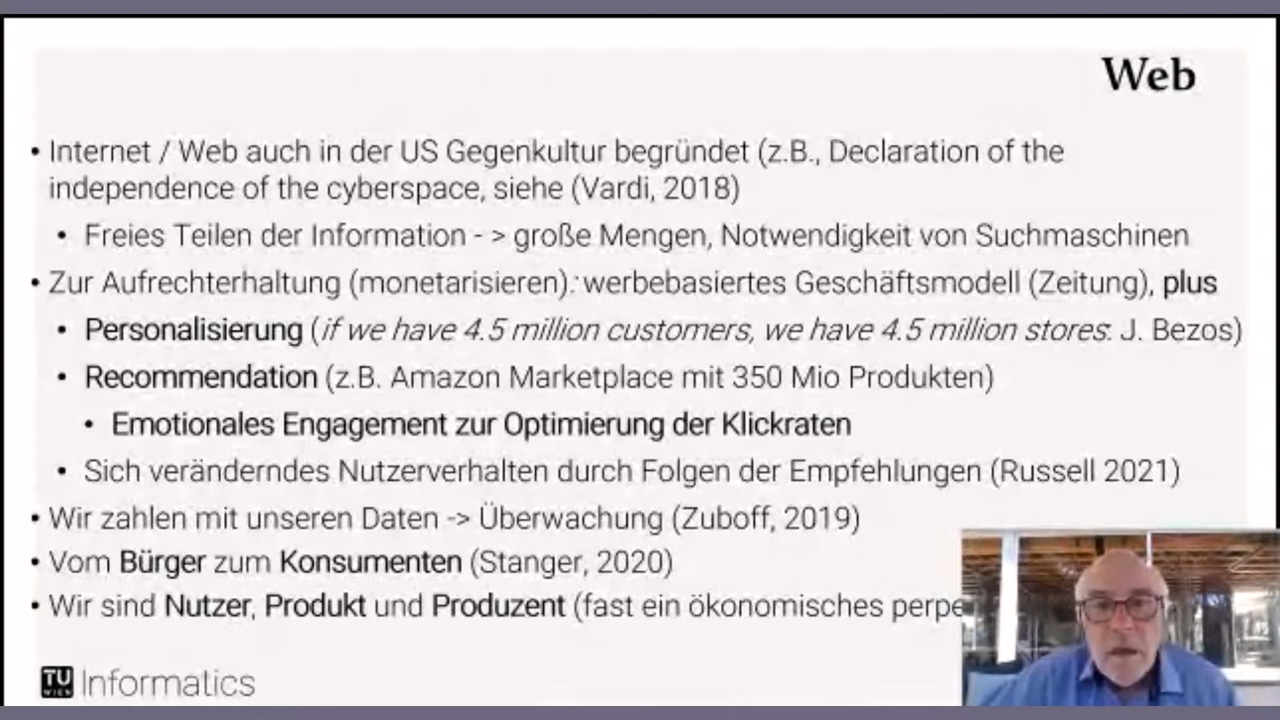 Web
• Internet / Web auch in der US Gegenkultur begründet (z.B., Declaration of the
independence of the cyberspace, siehe (Vardi, 2018)
• Freies Teilen der Information - > große Mengen, Notwendigkeit von Suchmaschinen
• Zur Aufrechterhaltung (monetarisieren): werbebasiertes Geschäftsmodell (Zeitung), plus
• Personalisierung (if we have 4.5 million customers, we have 4.5 million stores: J. Bezos)
• Recommendation (z.B. Amazon Marketplace mit 350 Mio Produkten)
• Emotionales Engagement zur Optimierung der Klickraten
• Sich veränderndes Nutzerverhalten durch Folgen der Empfehlungen (Russell 2021)
• Wir zahlen mit unseren Daten -> Überwachung (Zuboff, 2019)
• Vom Bürger zum Konsumenten (Stanger, 2020)
• Wir sind Nutzer, Produkt und Produzent (fast ein ökonomisches perpe
TU WIEN Informatics